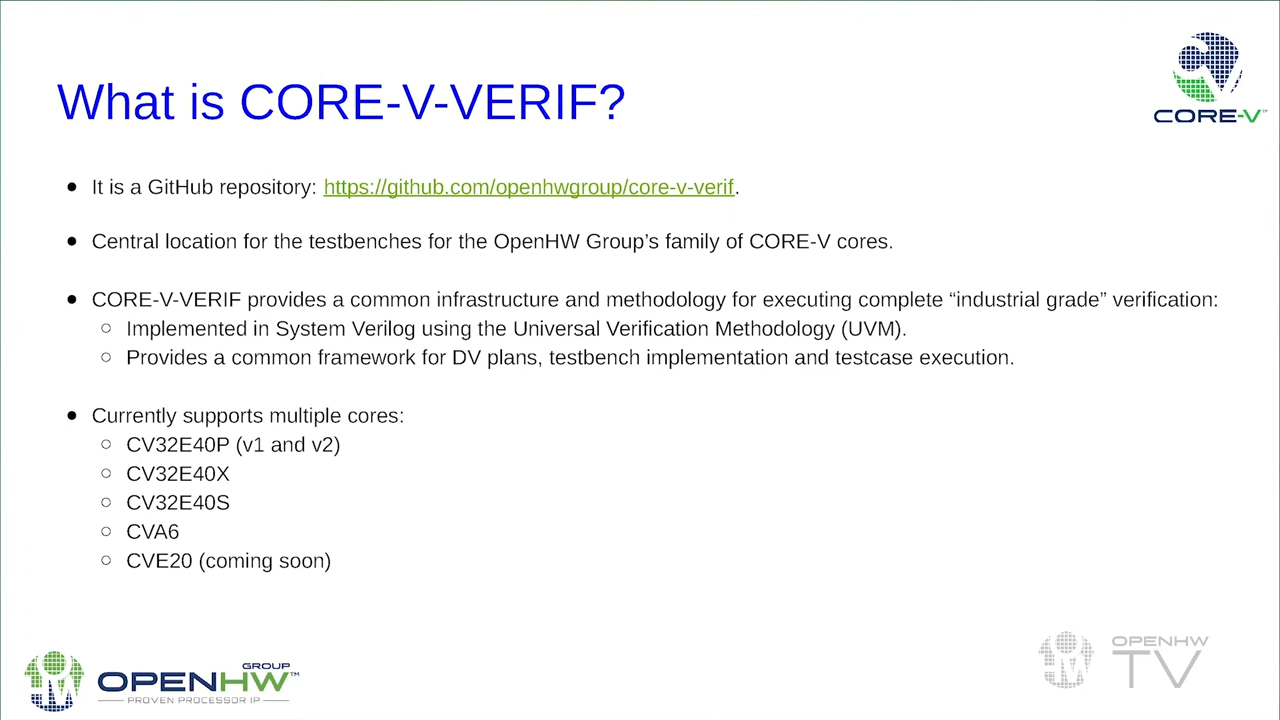 What is CORE-V-VERIF?
CORE-V™
● It is a GitHub repository: https://github.com/openhwgroup/core-v-verif.
● Central location for the testbenches for the OpenHW Group’s family of CORE-V cores.
● CORE-V-VERIF provides a common infrastructure and methodology for executing complete “industrial grade” verification:
○ Implemented in System Verilog using the Universal Verification Methodology (UVM).
○ Provides a common framework for DV plans, testbench implementation and testcase execution.
● Currently supports multiple cores:
○ CV32E40P (v1 and v2)
○ CV32E40X
○ CV32E40S
○ CVA6
○ CVE20 (coming soon)
GROUP
OPENHW™
PROVEN PROCESSOR IP
OPENHW
TV